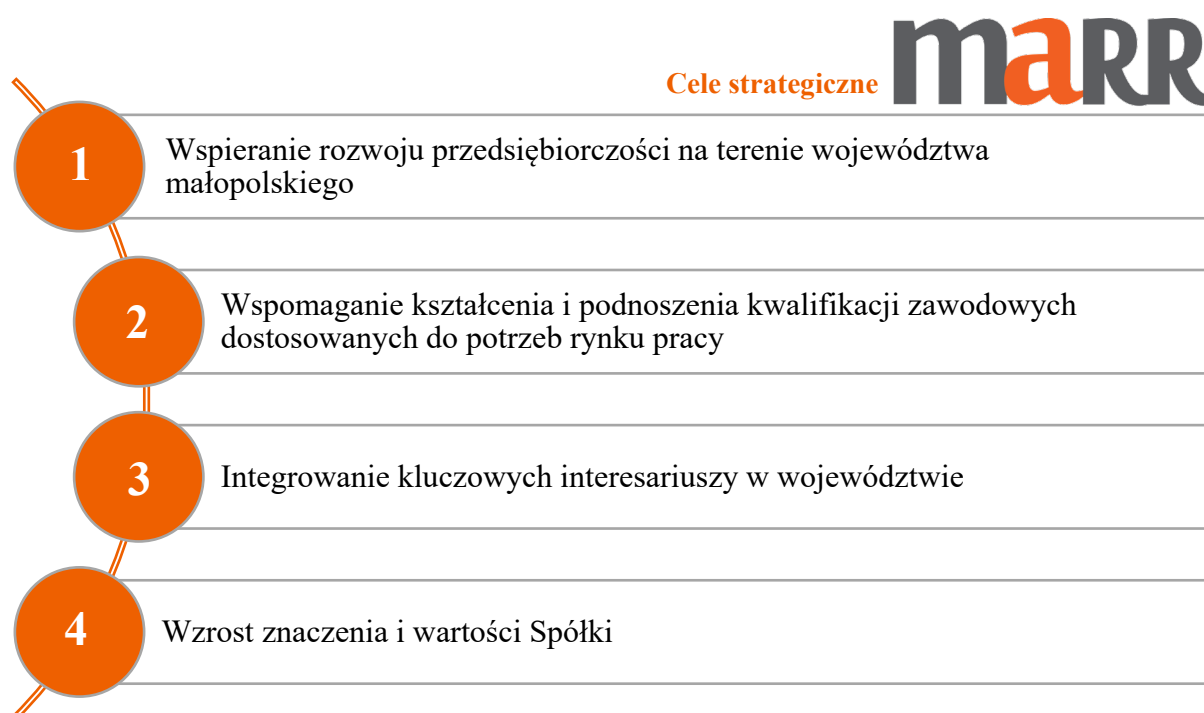 Cele strategiczne maRR
1
Wspieranie rozwoju przedsiębiorczości na terenie województwa
małopolskiego
2
Wspomaganie kształcenia i podnoszenia kwalifikacji zawodowych
dostosowanych do potrzeb rynku pracy
3
Integrowanie kluczowych interesariuszy w województwie
4
Wzrost znaczenia i wartości Spółki